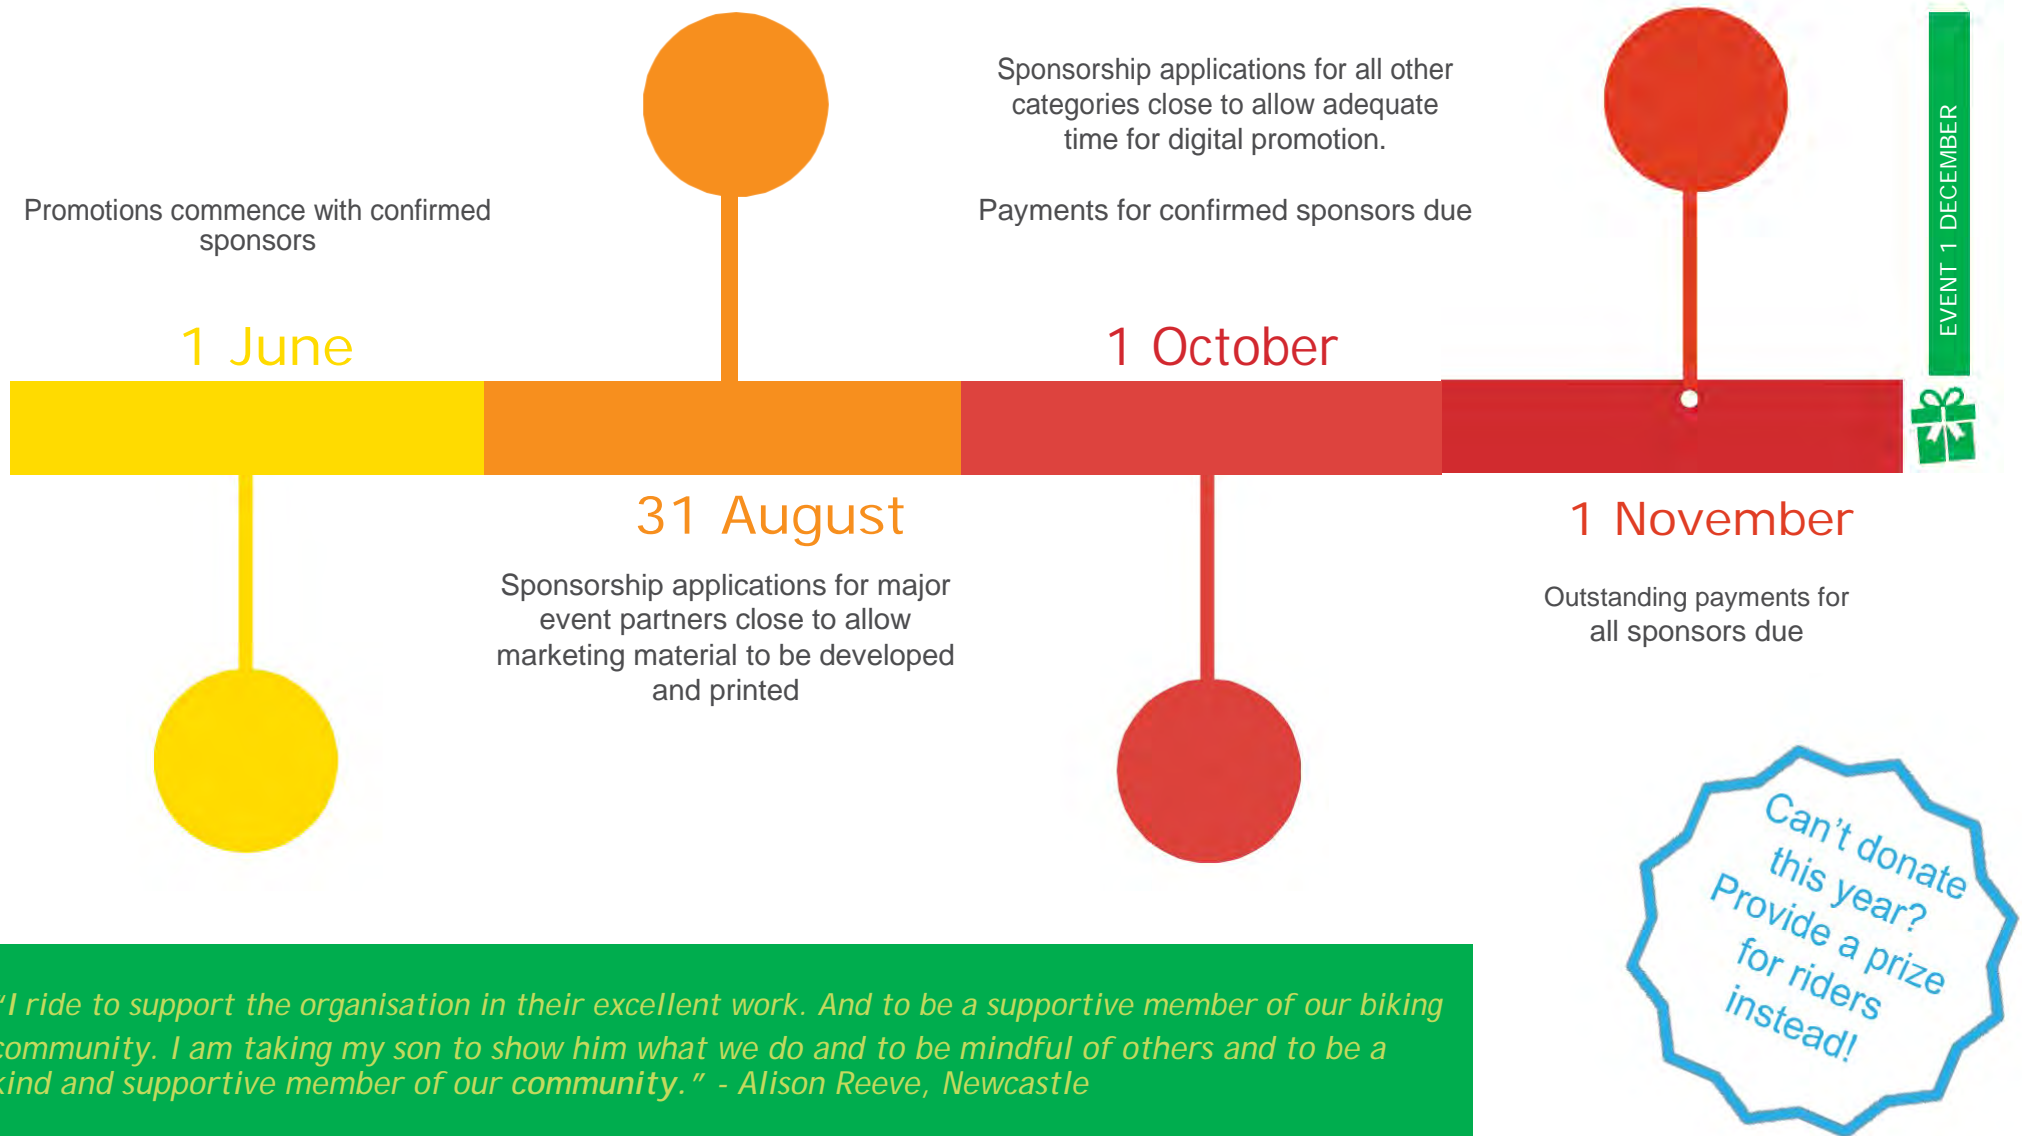 Promotions commence with confirmed
sponsors
1 June
31 August
Sponsorship applications for major
event partners close to allow
marketing material to be developed
and printed
Sponsorship applications for all other
categories close to allow adequate
time for digital promotion.
Payments for confirmed sponsors due
1 October
1 November
Outstanding payments for
all sponsors due
EVENT 1 DECEMBER
Can't donate
this year?
Provide a prize
for riders
instead!
“I ride to support the organisation in their excellent work. And to be a supportive member of our biking
community. I am taking my son to show him what we do and to be mindful of others and to be a
kind and supportive member of our community.” - Alison Reeve, Newcastle